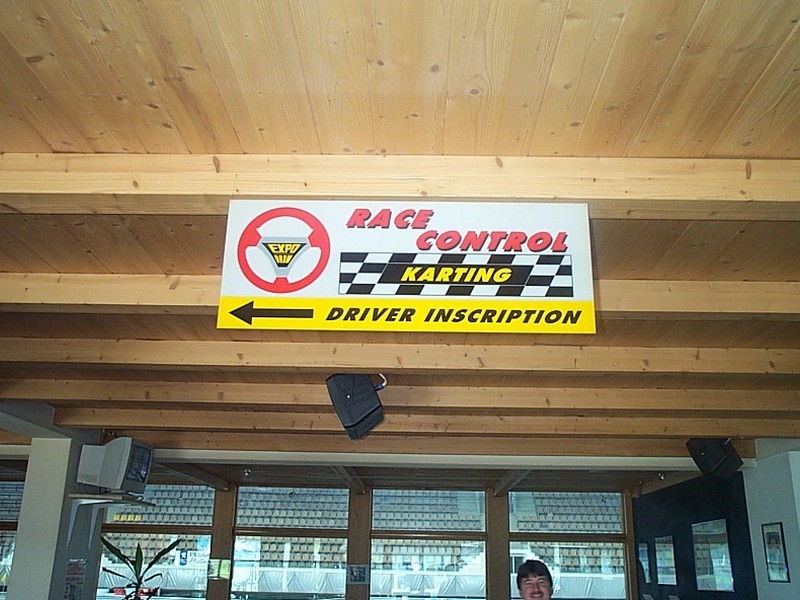 EXPO
RACE
CONTROL
KARTING
DRIVER INSCRIPTION